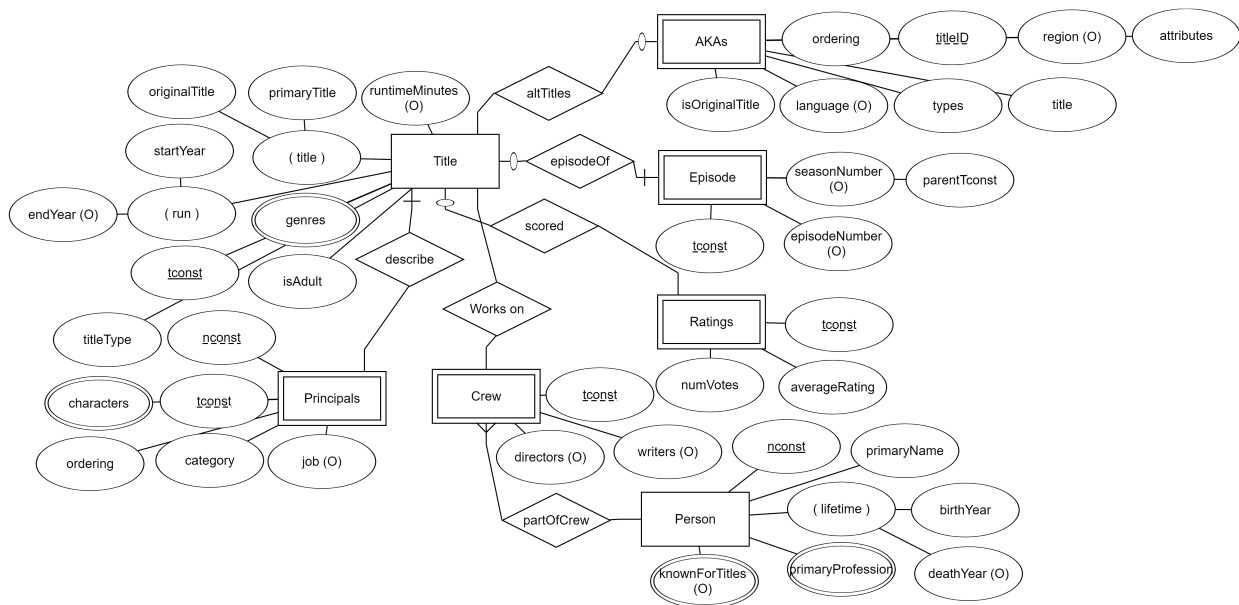 AKAs
ordering
titleID
region (O)
attributes
originalTitle
primaryTitle
runtimeMinutes
(O)
altTitles
isOriginalTitle
language (O)
types
title
startYear
( title )
Title
episodeOf
Episode
seasonNumber
(O)
parentTconst
endYear (O)
( run )
genres
scored
tconst
episodeNumber
(O)
tconst
isAdult
describe
Works on
Ratings
tconst
titleType
nconst
numVotes
averageRating
characters
tconst
Principals
Crew
tconst
ordering
category
job (O)
directors (O)
writers (O)
nconst
primaryName
partOfCrew
Person
( lifetime )
birthYear
knownForTitles
(O)
primaryProfession
deathYear (O)